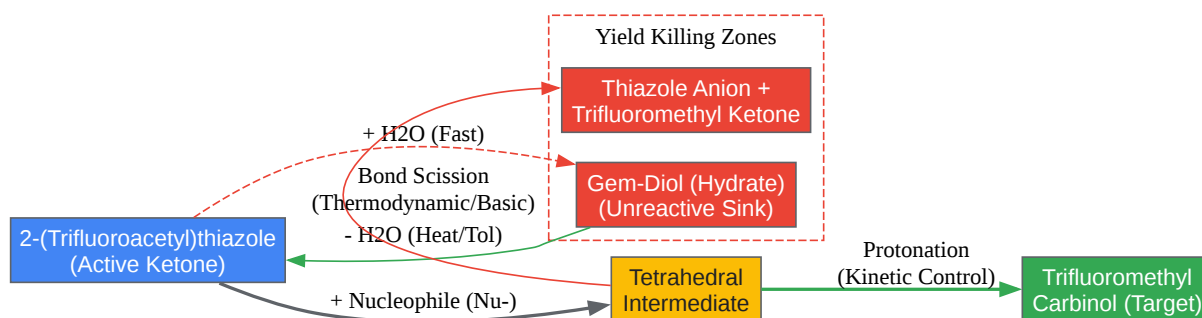 Yield Killing Zones
Thiazole Anion +
Trifluoromethyl Ketone
+ H2O (Fast)
Bond Scission
(Thermodynamic/Basic)
Gem-Diol (Hydrate)
(Unreactive Sink)
- H2O (Heat/Tol)
2-(Trifluoroacetyl)thiazole
(Active Ketone)
+ Nucleophile (Nu-)
Tetrahedral
Intermediate
Protonation
(Kinetic Control)
Trifluoromethyl
Carbinol (Target)